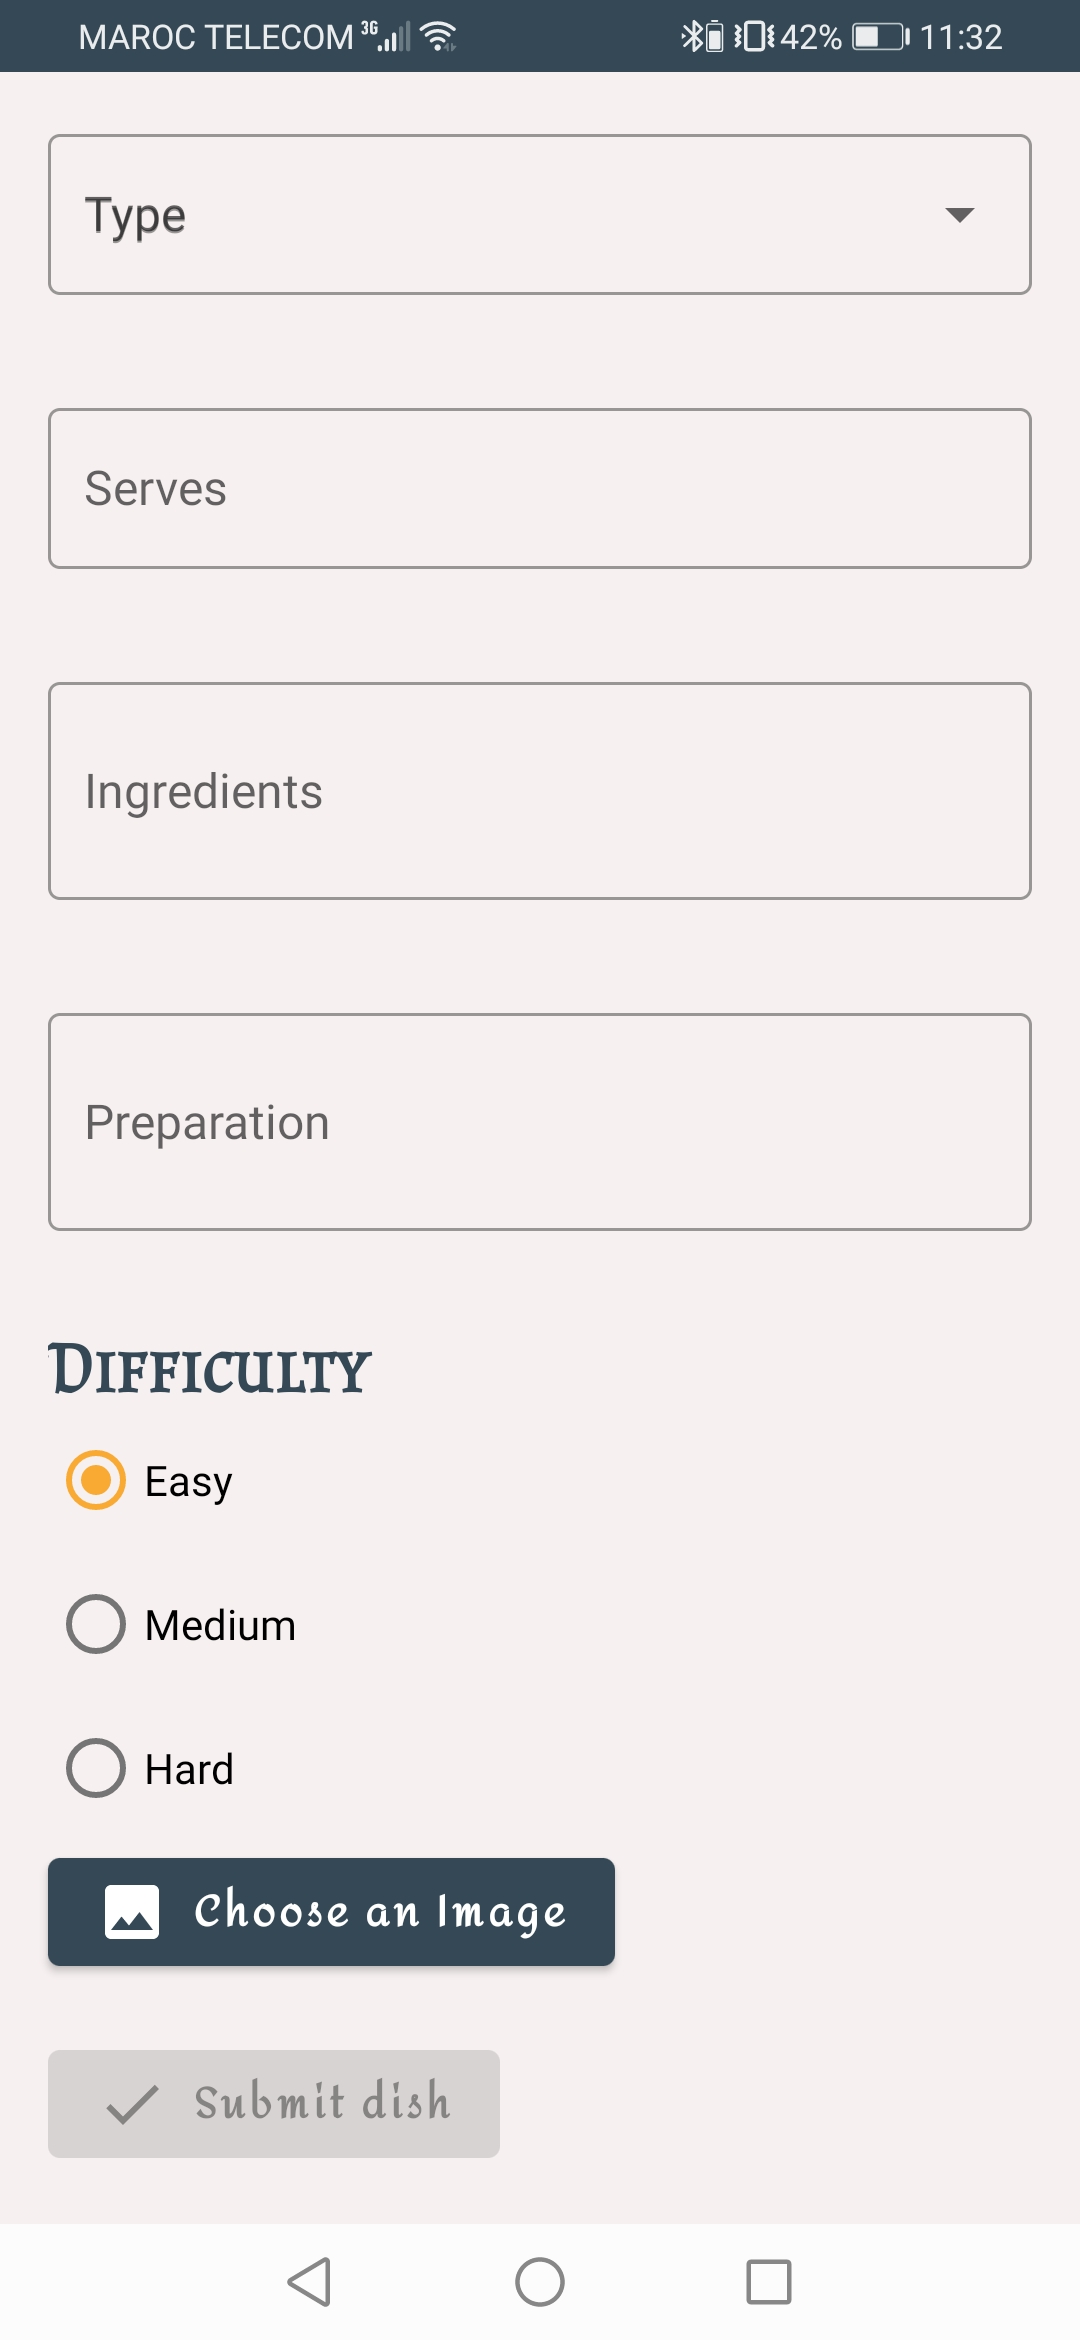 MAROC TELECOM 3G 42% 11:32
Type
Serves
Ingredients
Preparation
DIFFICULTY
Easy
Medium
Hard
Choose an Image
Submit dish